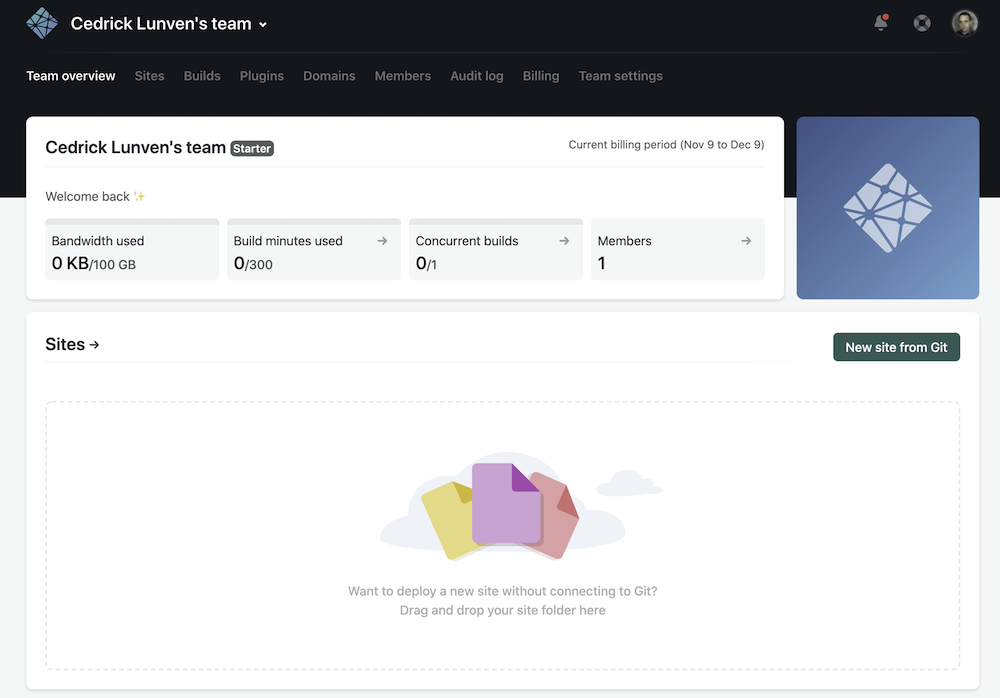 Cedrick Lunven's team
Team overview Sites Builds Plugins Domains Members Audit log Billing Team settings
Cedrick Lunven's team Starter Current billing period (Nov 9 to Dec 9)
Welcome back ✨
Bandwidth used Build minutes used → Concurrent builds → Members →
0 KB/100 GB 0/300 0/1 1
Sites → New site from Git
Want to deploy a new site without connecting to Git?
Drag and drop your site folder here